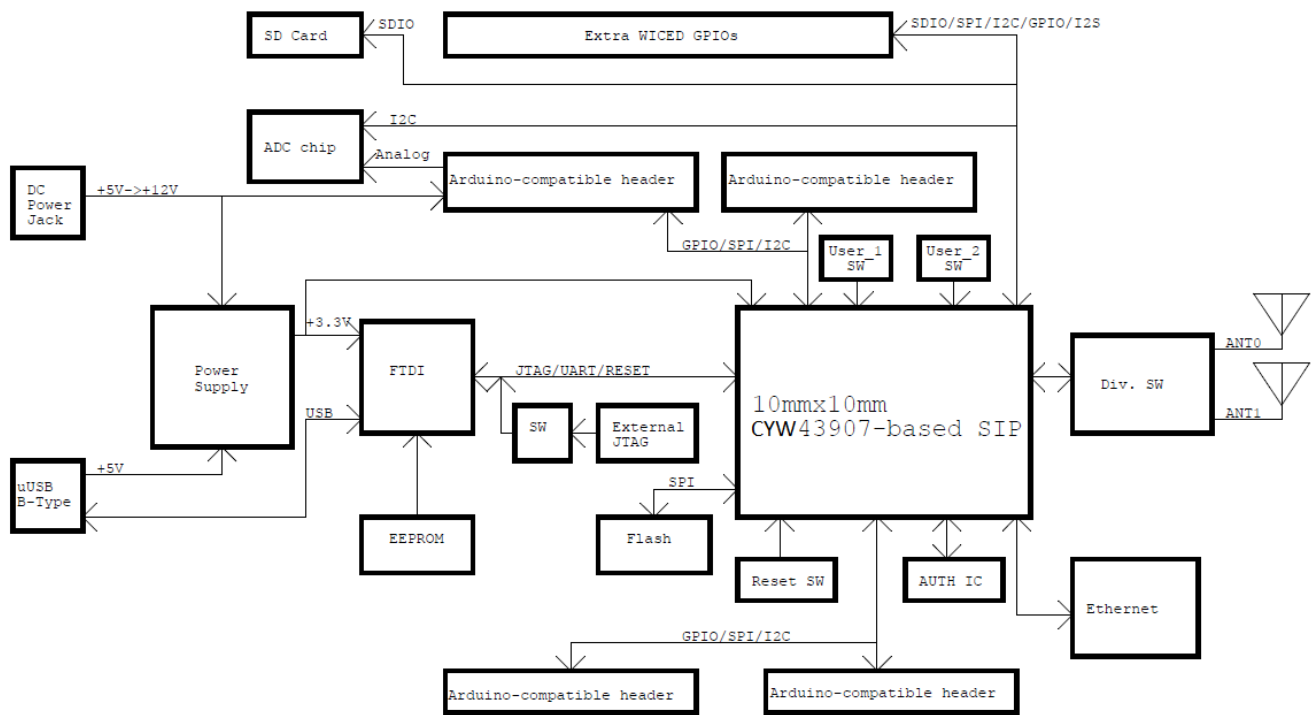 SD Card
SDIO
Extra WICED GPIOs
SDIO/SPI/I2C/GPIO/I2S
ADC chip
I2C
Analog
DC
Power
Jack
+5V->+12V
Arduino-compatible header
Arduino-compatible header
GPIO/SPI/I2C
User_1
SW
User_2
SW
Power
Supply
+3.3V
FTDI
JTAG/UART/RESET
10mmx10mm
CYW43907-based SIP
Div. SW
ANT0
ANT1
USB
SW
External
JTAG
uUSB
B-Type
+5V
SPI
EEPROM
Flash
Reset SW
AUTH IC
Ethernet
GPIO/SPI/I2C
Arduino-compatible header
Arduino-compatible header